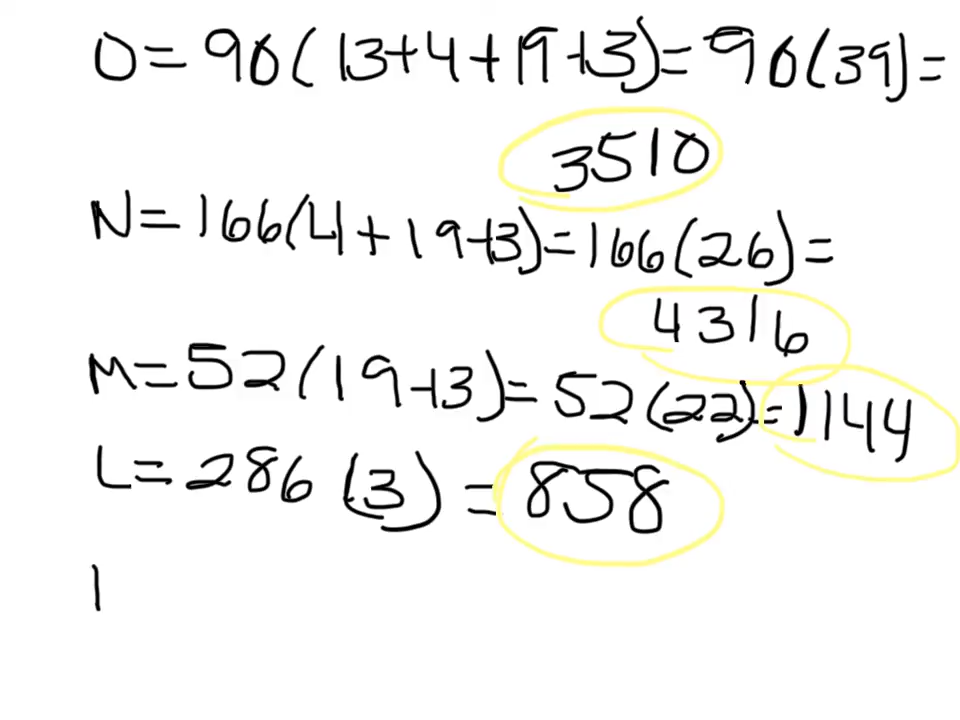 O = 90(13+4+19+3) = 90(39) =
3510
N = 166(4+19+3) = 166(26) =
4316
M = 52(19+3) = 52(22) = 1144
L = 286(3) = 858
1